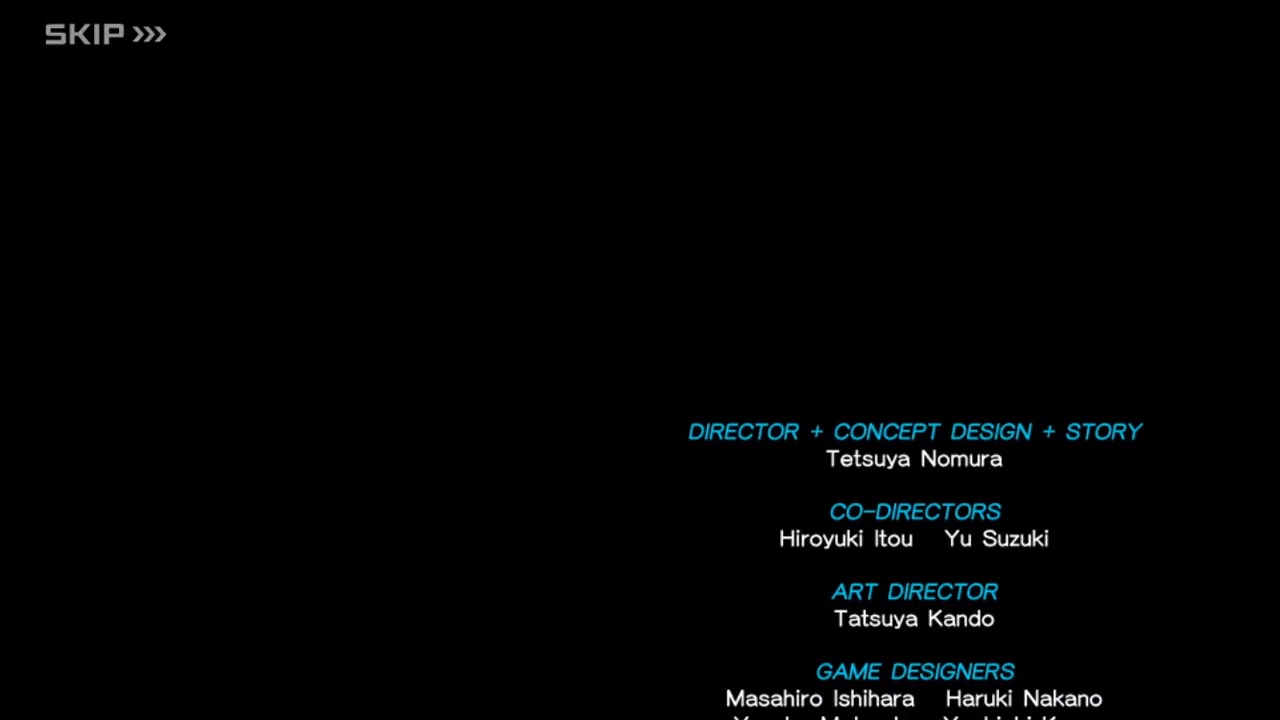 SKIP >>>
DIRECTOR + CONCEPT DESIGN + STORY
Tetsuya Nomura
CO-DIRECTORS
Hiroyuki Itou Yu Suzuki
ART DIRECTOR
Tatsuya Kando
GAME DESIGNERS
Masahiro Ishihara Haruki Nakano